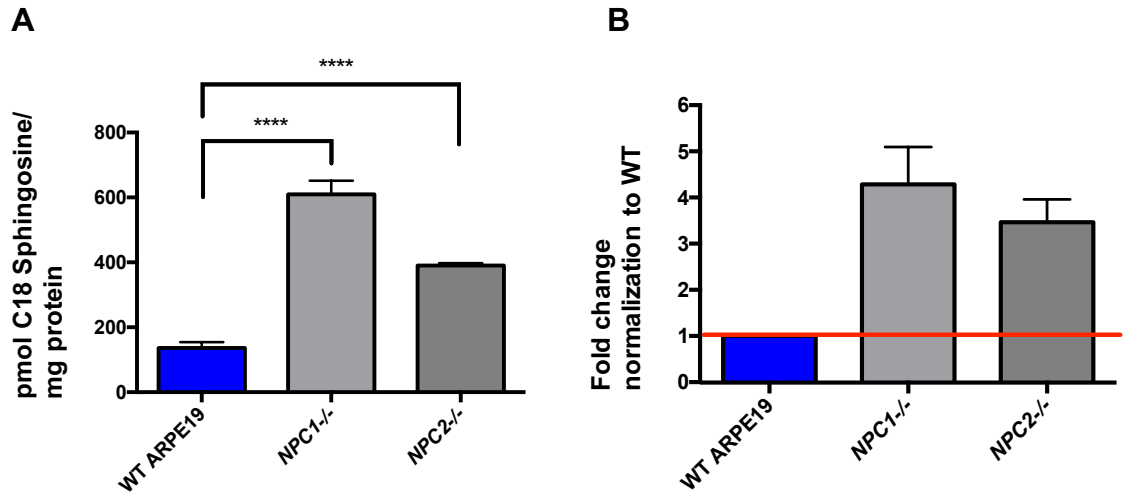 A
****
****
pmol C18 Sphingosine/
mg protein
800
600
400
200
0
WT ARPE19
NPC1-/-
NPC2-/-
B
Fold change
normalization to WT
6
5
4
3
2
1
0
WT ARPE19
NPC1-/-
NPC2-/-